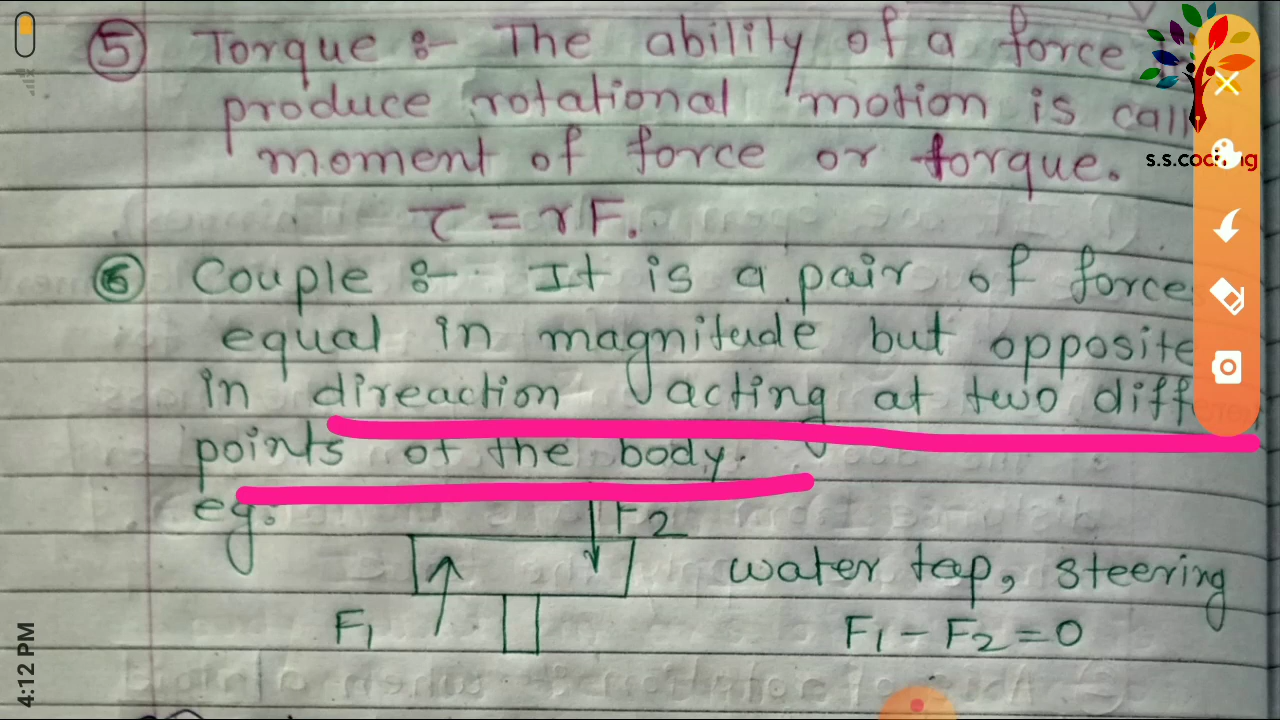 5 Torque :- The ability of a force
produce rotational motion is call
moment of force or torque.
τ = rF.
6 Couple :- It is a pair of force
equal in magnitude but opposite
in direaction acting at two diff
points of the body.
eg:
F2
water tap, steering
F1
F1 - F2 = 0
4:12 PM